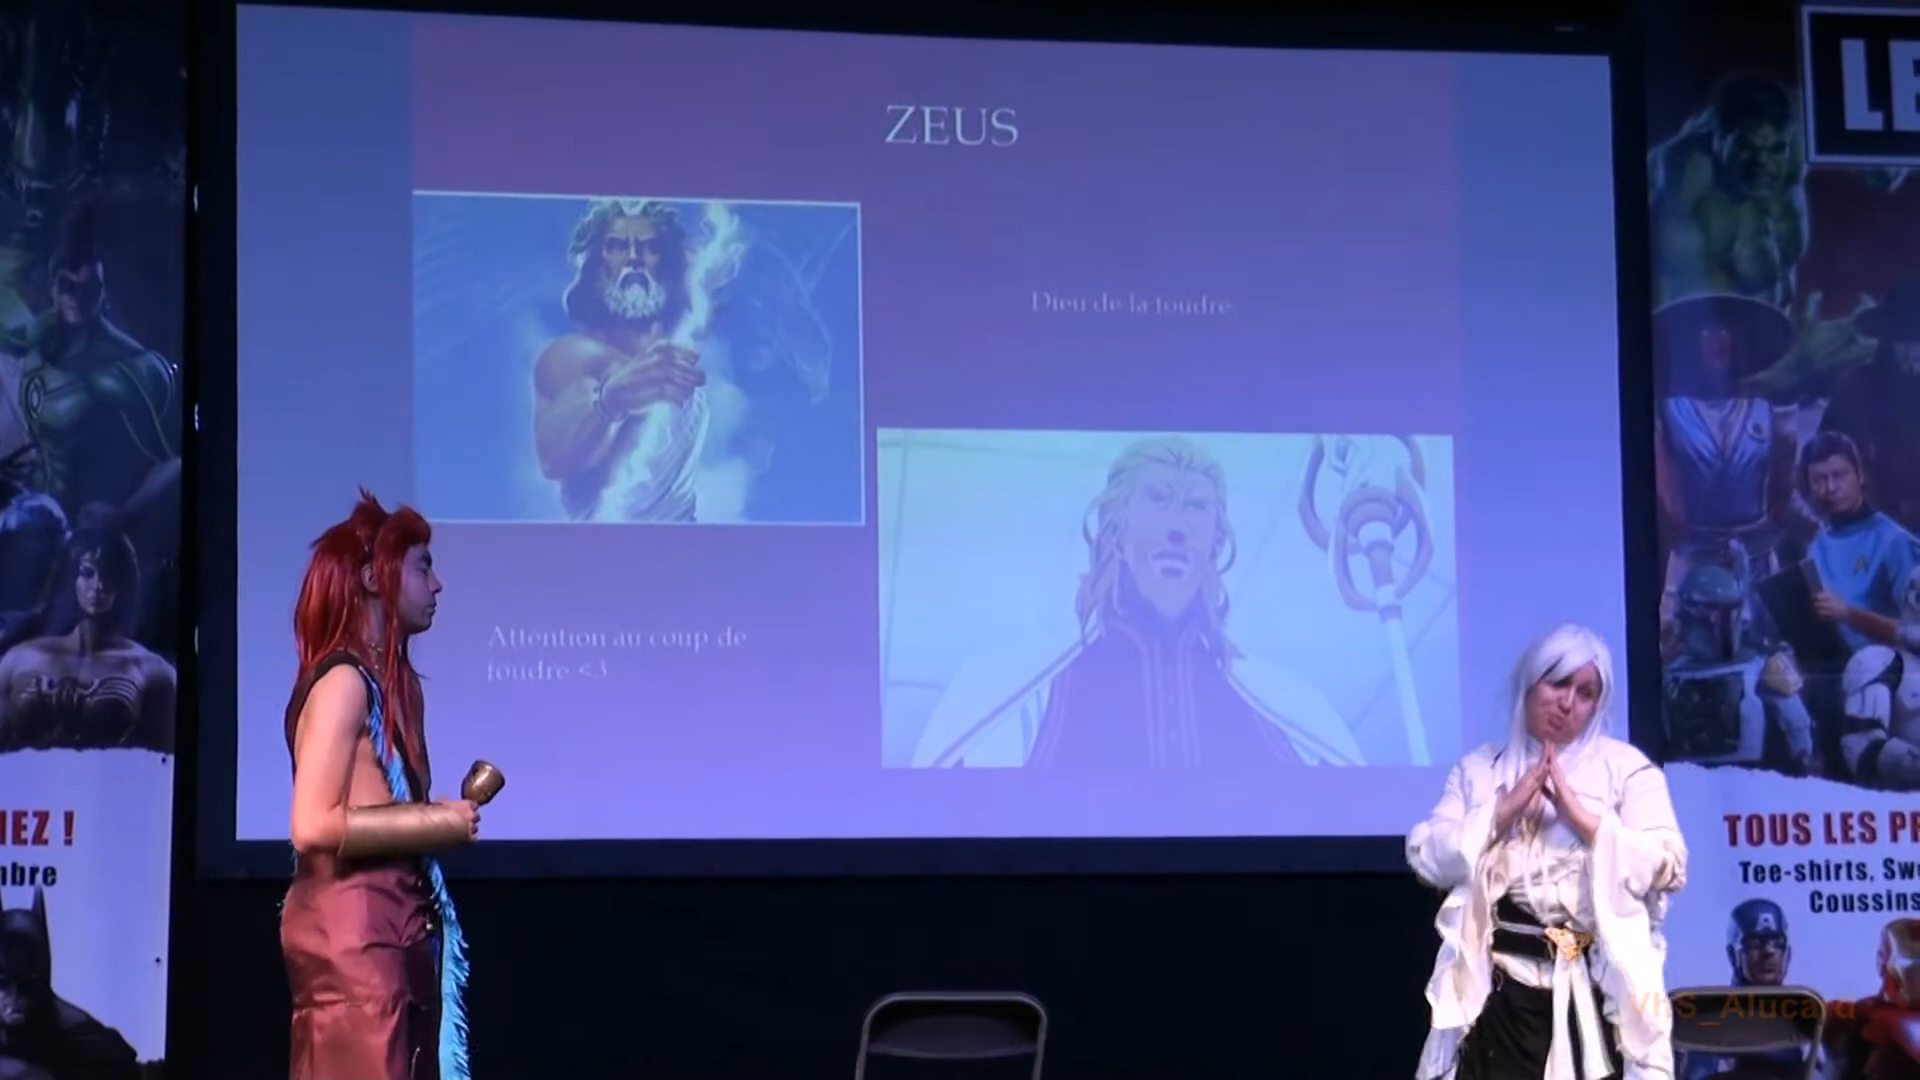 ZEUS
Dieu de la foudre
Attention au coup de
foudre <3
LE
IEZ !
mbre
TOUS LES PR
Tee-shirts, Swe
Coussins
VhS_Alucard